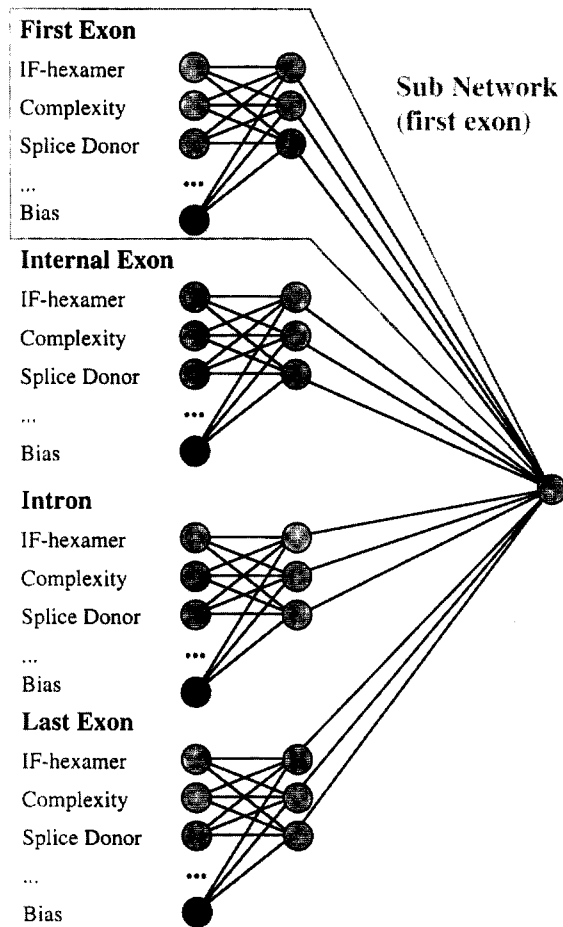 First Exon
IF-hexamer
Complexity
Splice Donor
...
...
Bias
Sub Network
(first exon)
Internal Exon
IF-hexamer
Complexity
Splice Donor
...
...
Bias
Intron
IF-hexamer
Complexity
Splice Donor
...
...
Bias
Last Exon
IF-hexamer
Complexity
Splice Donor
...
...
Bias